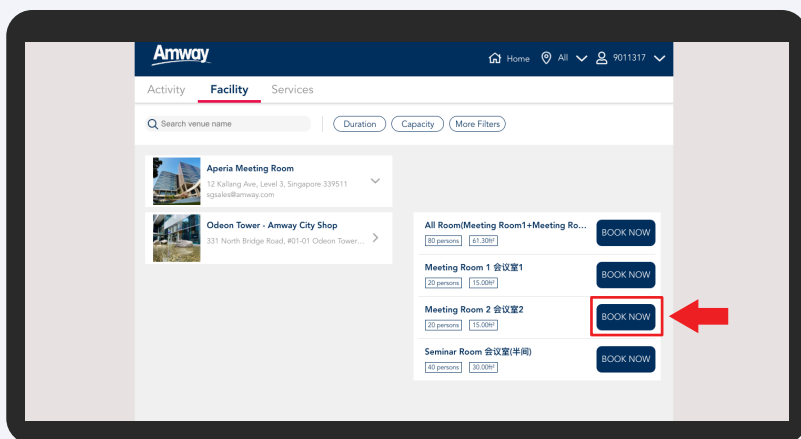 Amway
Home All 9011317
Activity Facility Services
Search venue name Duration Capacity More Filters
Aperia Meeting Room
12 Kallang Ave, Level 3, Singapore 339511
sgsales@amway.com
Odeon Tower - Amway City Shop
331 North Bridge Road, #01-01 Odeon Tower...
All Room(Meeting Room1+Meeting Ro...
80 persons 61.30ft²
BOOK NOW
Meeting Room 1 会议室1
20 persons 15.00ft²
BOOK NOW
Meeting Room 2 会议室2
20 persons 15.00ft²
BOOK NOW
Seminar Room 会议室(半间)
40 persons 30.00ft²
BOOK NOW